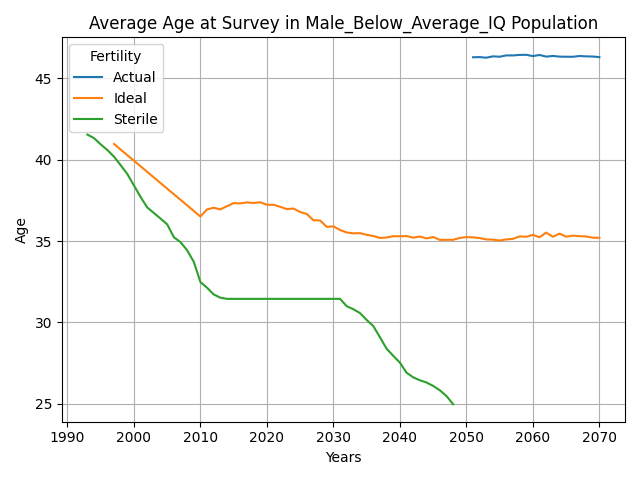 Average Age at Survey in Male_Below_Average_IQ Population
Fertility
Actual
Ideal
Sterile
Age
45
40
35
30
25
1990 2000 2010 2020 2030 2040 2050 2060 2070
Years